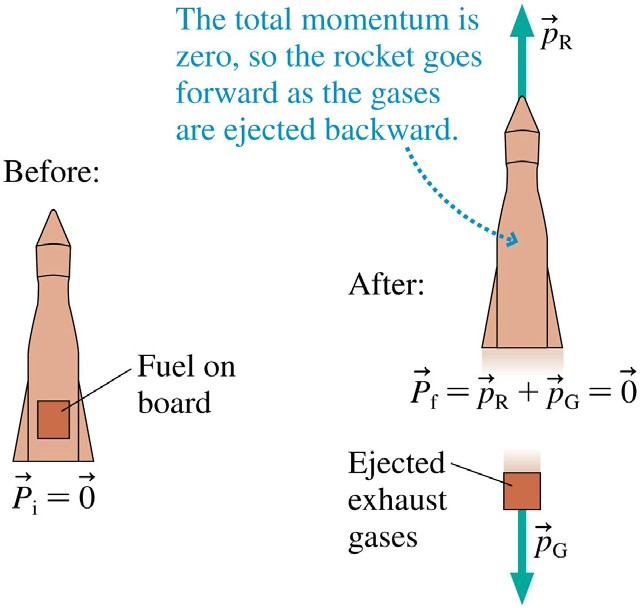 The total momentum is
zero, so the rocket goes
forward as the gases
are ejected backward.
p⃗R
Before:
After:
Fuel on
board
P⃗i = 0⃗
P⃗f = p⃗R + p⃗G = 0⃗
Ejected
exhaust
gases
p⃗G